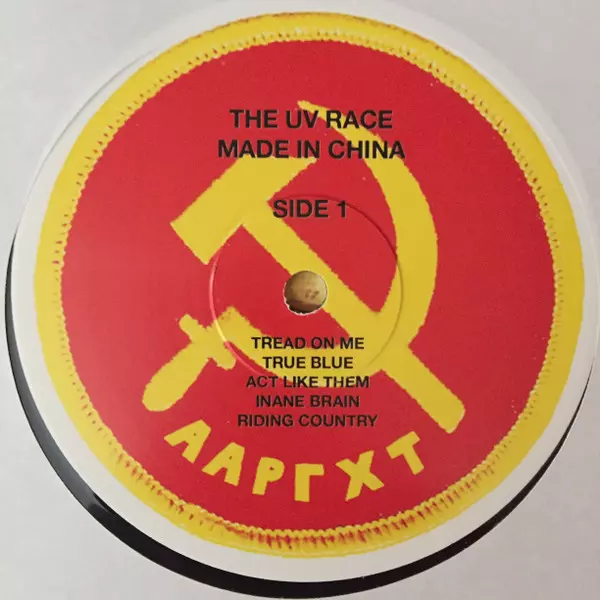 THE UV RACE
MADE IN CHINA
SIDE 1
TREAD ON ME
TRUE BLUE
ACT LIKE THEM
INANE BRAIN
RIDING COUNTRY
ΛΑΡΓΧΤ